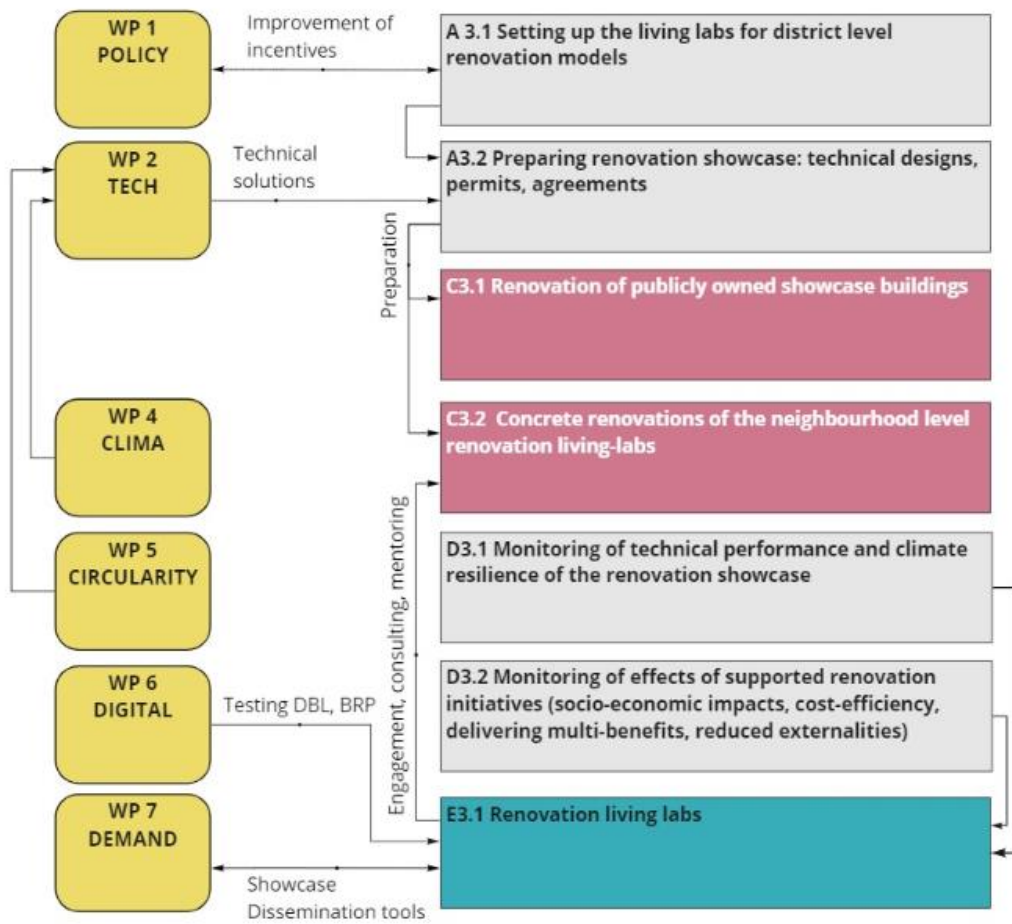 WP 1
POLICY
Improvement of
incentives
A 3.1 Setting up the living labs for district level
renovation models
WP 2
TECH
Technical
solutions
A3.2 Preparing renovation showcase: technical designs,
permits, agreements
Preparation
C3.1 Renovation of publicly owned showcase buildings
WP 4
CLIMA
C3.2 Concrete renovations of the neighbourhood level
renovation living-labs
Engagement, consulting, mentoring
WP 5
CIRCULARITY
D3.1 Monitoring of technical performance and climate
resilience of the renovation showcase
WP 6
DIGITAL
Testing DBL, BRP
D3.2 Monitoring of effects of supported renovation
initiatives (socio-economic impacts, cost-efficiency,
delivering multi-benefits, reduced externalities)
WP 7
DEMAND
E3.1 Renovation living labs
Showcase
Dissemination tools